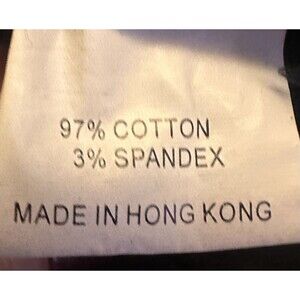 97% COTTON
3% SPANDEX
MADE IN HONG KONG